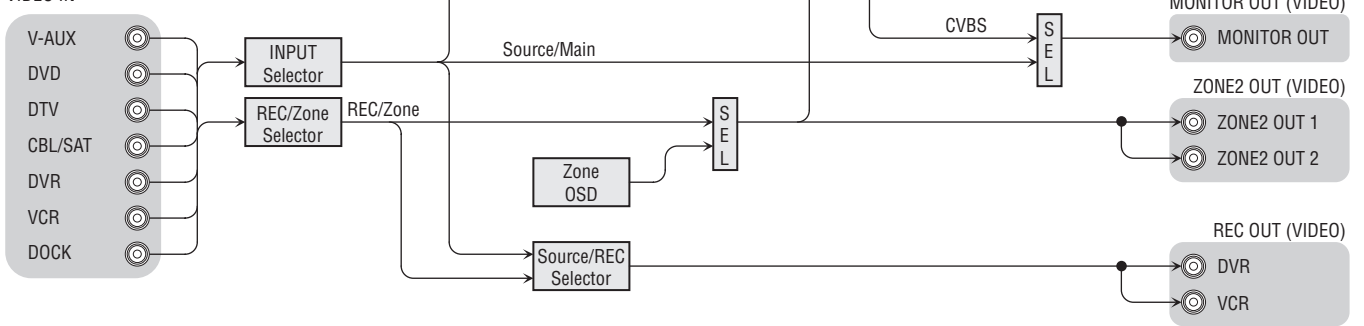 VIDEO IN
V-AUX
DVD
DTV
CBL/SAT
DVR
VCR
DOCK
INPUT
Selector
REC/Zone
Selector
Source/Main
REC/Zone
Zone
OSD
S
E
L
Source/REC
Selector
CVBS
S
E
L
MONITOR OUT (VIDEO)
MONITOR OUT
ZONE2 OUT (VIDEO)
ZONE2 OUT 1
ZONE2 OUT 2
REC OUT (VIDEO)
DVR
VCR